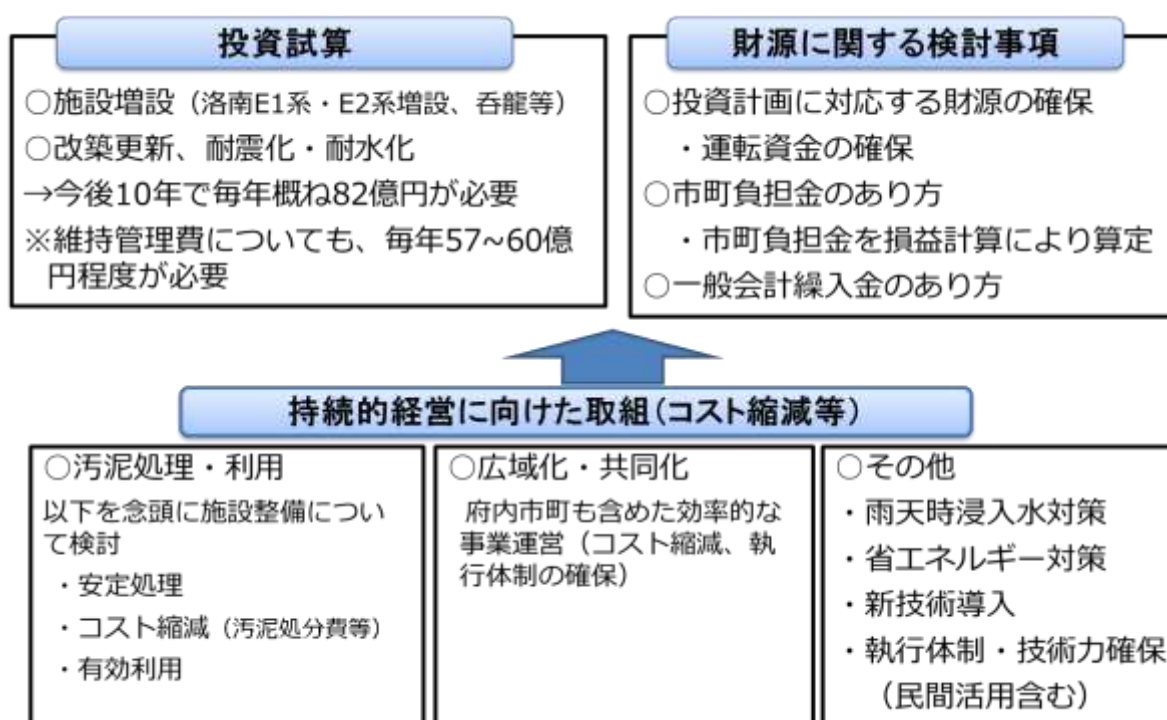 投資試算
○施設増設（洛南E1系・E2系増設、呑龍等）
○改築更新、耐震化・耐水化
→今後10年で毎年概ね82億円が必要
※維持管理費についても、毎年57~60億
円程度が必要
財源に関する検討事項
○投資計画に対応する財源の確保
・運転資金の確保
○市町負担金のあり方
・市町負担金を損益計算により算定
○一般会計繰入金のあり方
持続的経営に向けた取組（コスト縮減等）
○汚泥処理・利用
以下を念頭に施設整備につい
て検討
・安定処理
・コスト縮減（汚泥処分費等）
・有効利用
○広域化・共同化
府内市町も含めた効率的な
事業運営（コスト縮減、執
行体制の確保）
○その他
・雨天時浸入水対策
・省エネルギー対策
・新技術導入
・執行体制・技術力確保
（民間活用含む）